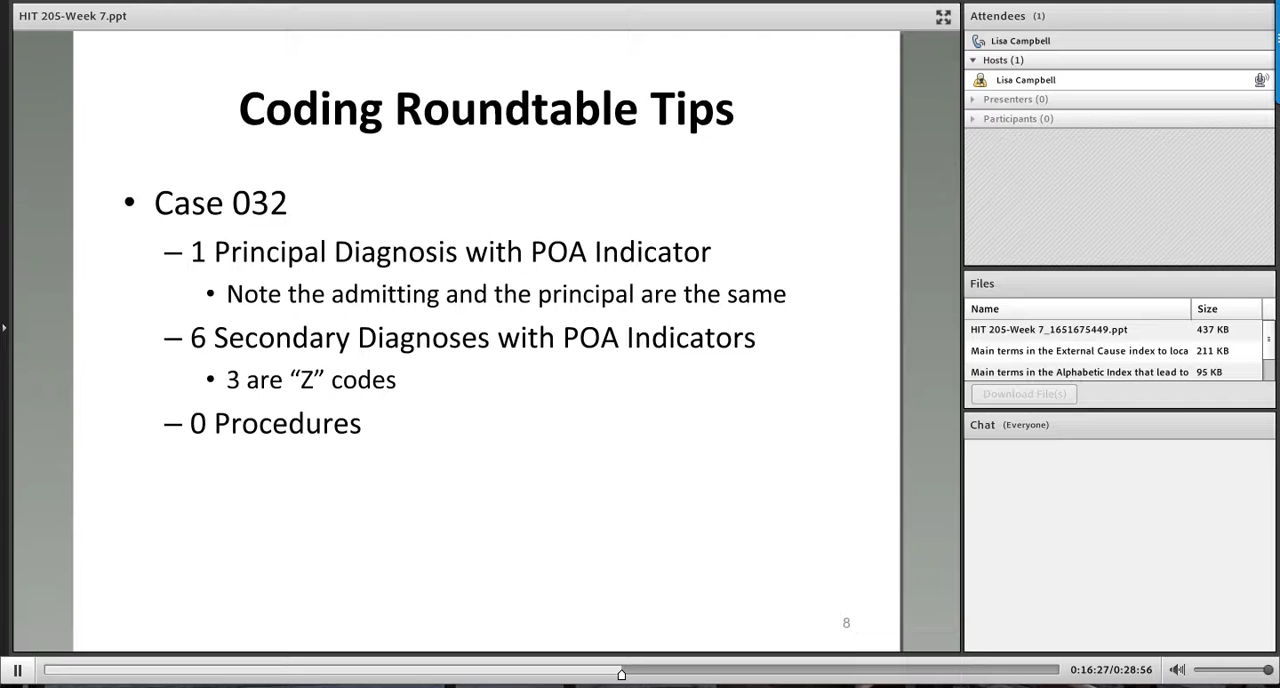 HIT 205-Week 7.ppt
Coding Roundtable Tips
• Case 032
– 1 Principal Diagnosis with POA Indicator
• Note the admitting and the principal are the same
– 6 Secondary Diagnoses with POA Indicators
• 3 are “Z” codes
– 0 Procedures
8
0:16:27/0:28:56
Attendees (1)
Lisa Campbell
Hosts (1)
Lisa Campbell
Presenters (0)
Participants (0)
Files
Name Size
HIT 205-Week 7_1651675449.ppt 437 KB
Main terms in the External Cause index to loca 211 KB
Main terms in the Alphabetic Index that lead to 95 KB
Download File(s)
Chat (Everyone)